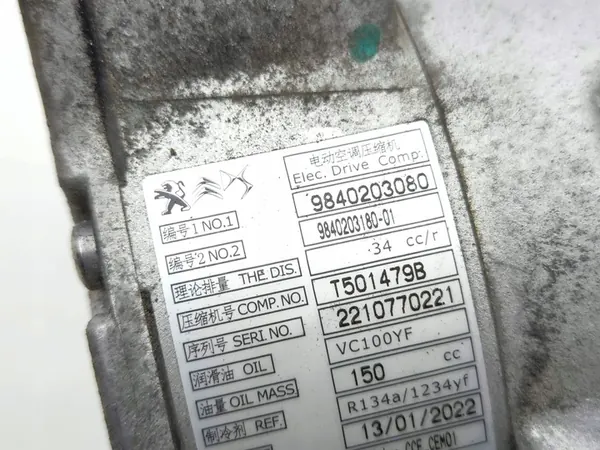 电动空调压缩机
Elec. Drive Comp.
编号1 NO.1 9840203080
编号2 NO.2 9840203180-01
理论排量 THE DIS. 34 cc/r
压缩机号 COMP.NO. T501479B
序列号 SERI.NO. 2210770221
润滑油 OIL VC100YF
油量 OIL MASS 150 cc
制冷剂 REF. R134a/1234yf
13/01/2022
CCE CEM01